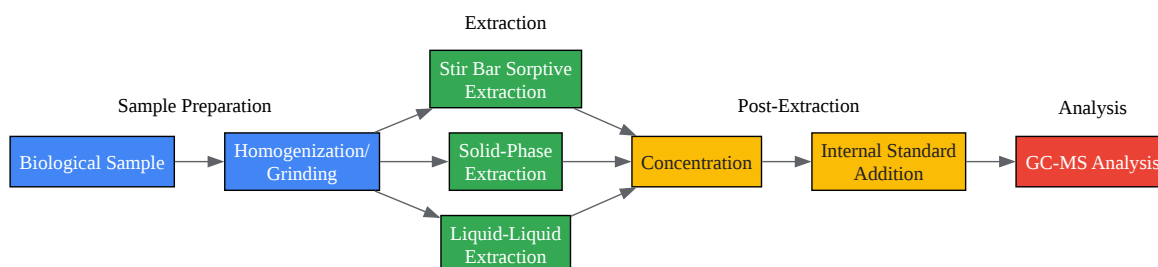 Extraction
Stir Bar Sorptive
Extraction
Sample Preparation
Post-Extraction
Analysis
Biological Sample
Homogenization/
Grinding
Solid-Phase
Extraction
Concentration
Internal Standard
Addition
GC-MS Analysis
Liquid-Liquid
Extraction